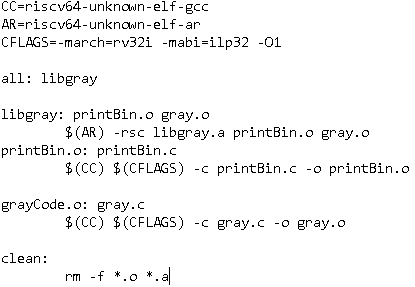 CC=riscv64-unknown-elf-gcc
AR=riscv64-unknown-elf-ar
CFLAGS=-march=rv32i -mabi=ilp32 -O1
all: libgray
libgray: printBin.o gray.o
$(AR) -rsc libgray.a printBin.o gray.o
printBin.o: printBin.c
$(CC) $(CFLAGS) -c printBin.c -o printBin.o
grayCode.o: gray.c
$(CC) $(CFLAGS) -c gray.c -o gray.o
clean:
rm -f *.o *.a